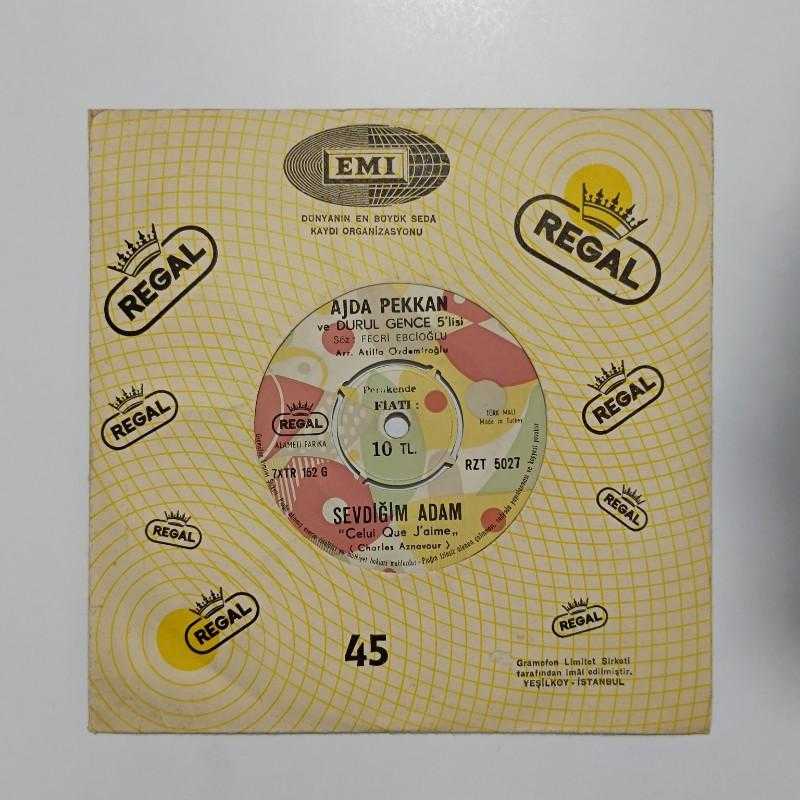 EMI
DÜNYANIN EN BÜYÜK SEDA
KAYDI ORGANİZASYONU
REGAL
REGAL
REGAL
REGAL
REGAL
REGAL
REGAL
REGAL
AJDA PEKKAN
ve DURUL GENCE 5'lisi
Söz: FECRİ EBCİOĞLU
Arr. Atilla Özdemiroğlu
Perakende
FİATI :
10 TL.
REGAL
ALAMETİ FARİKA
TÜRK MALI
Made in Turkey
7XTR 152 G
RZT 5027
SEVDİĞİM ADAM
"Celui Que J'aime„
( Charles Aznavour )
45
Gramofon Limitet Şirketi
tarafından imâl edilmiştir.
YEŞİLKÖY - İSTANBUL